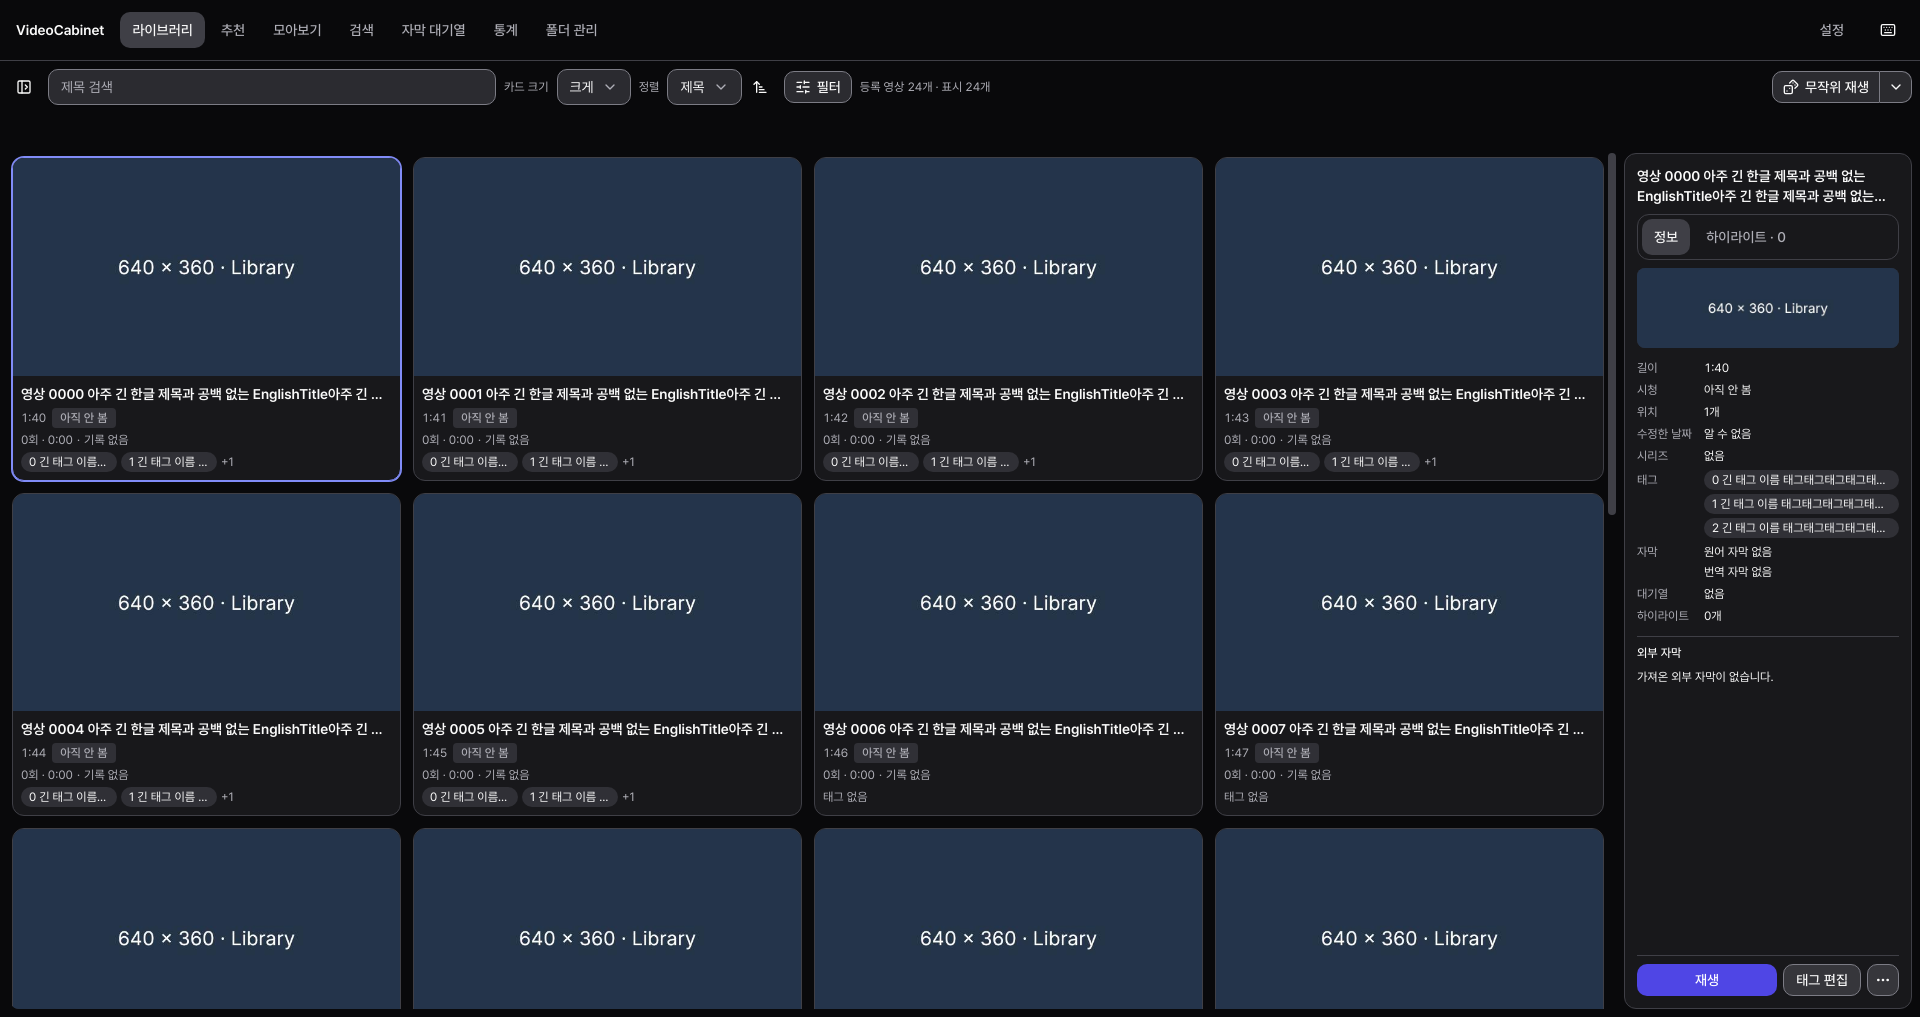 VideoCabinet 라이브러리 추천 모아보기 검색 자막 대기열 통계 폴더 관리 설정
제목 검색 카드 크기 크게 정렬 제목 필터 등록 영상 24개 · 표시 24개 무작위 재생
640 × 360 · Library
영상 0000 아주 긴 한글 제목과 공백 없는 EnglishTitle아주 긴 ...
1:40 아직 안 봄
0회 · 0:00 · 기록 없음
0 긴 태그 이름... 1 긴 태그 이름 ... +1
640 × 360 · Library
영상 0001 아주 긴 한글 제목과 공백 없는 EnglishTitle아주 긴 ...
1:41 아직 안 봄
0회 · 0:00 · 기록 없음
0 긴 태그 이름... 1 긴 태그 이름 ... +1
640 × 360 · Library
영상 0002 아주 긴 한글 제목과 공백 없는 EnglishTitle아주 긴 ...
1:42 아직 안 봄
0회 · 0:00 · 기록 없음
0 긴 태그 이름... 1 긴 태그 이름 ... +1
640 × 360 · Library
영상 0003 아주 긴 한글 제목과 공백 없는 EnglishTitle아주 긴 ...
1:43 아직 안 봄
0회 · 0:00 · 기록 없음
0 긴 태그 이름... 1 긴 태그 이름 ... +1
640 × 360 · Library
영상 0004 아주 긴 한글 제목과 공백 없는 EnglishTitle아주 긴 ...
1:44 아직 안 봄
0회 · 0:00 · 기록 없음
0 긴 태그 이름... 1 긴 태그 이름 ... +1
640 × 360 · Library
영상 0005 아주 긴 한글 제목과 공백 없는 EnglishTitle아주 긴 ...
1:45 아직 안 봄
0회 · 0:00 · 기록 없음
0 긴 태그 이름... 1 긴 태그 이름 ... +1
640 × 360 · Library
영상 0006 아주 긴 한글 제목과 공백 없는 EnglishTitle아주 긴 ...
1:46 아직 안 봄
0회 · 0:00 · 기록 없음
태그 없음
640 × 360 · Library
영상 0007 아주 긴 한글 제목과 공백 없는 EnglishTitle아주 긴 ...
1:47 아직 안 봄
0회 · 0:00 · 기록 없음
태그 없음
640 × 360 · Library
640 × 360 · Library
640 × 360 · Library
640 × 360 · Library
영상 0000 아주 긴 한글 제목과 공백 없는
EnglishTitle아주 긴 한글 제목과 공백 없는...
정보 하이라이트 · 0
640 × 360 · Library
길이 1:40
시청 아직 안 봄
위치 1개
수정한 날짜 알 수 없음
시리즈 없음
태그 0 긴 태그 이름 태그태그태그태그태...
1 긴 태그 이름 태그태그태그태그태...
2 긴 태그 이름 태그태그태그태그태...
자막 원어 자막 없음
번역 자막 없음
대기열 없음
하이라이트 0개
외부 자막
가져온 외부 자막이 없습니다.
재생 태그 편집 ...